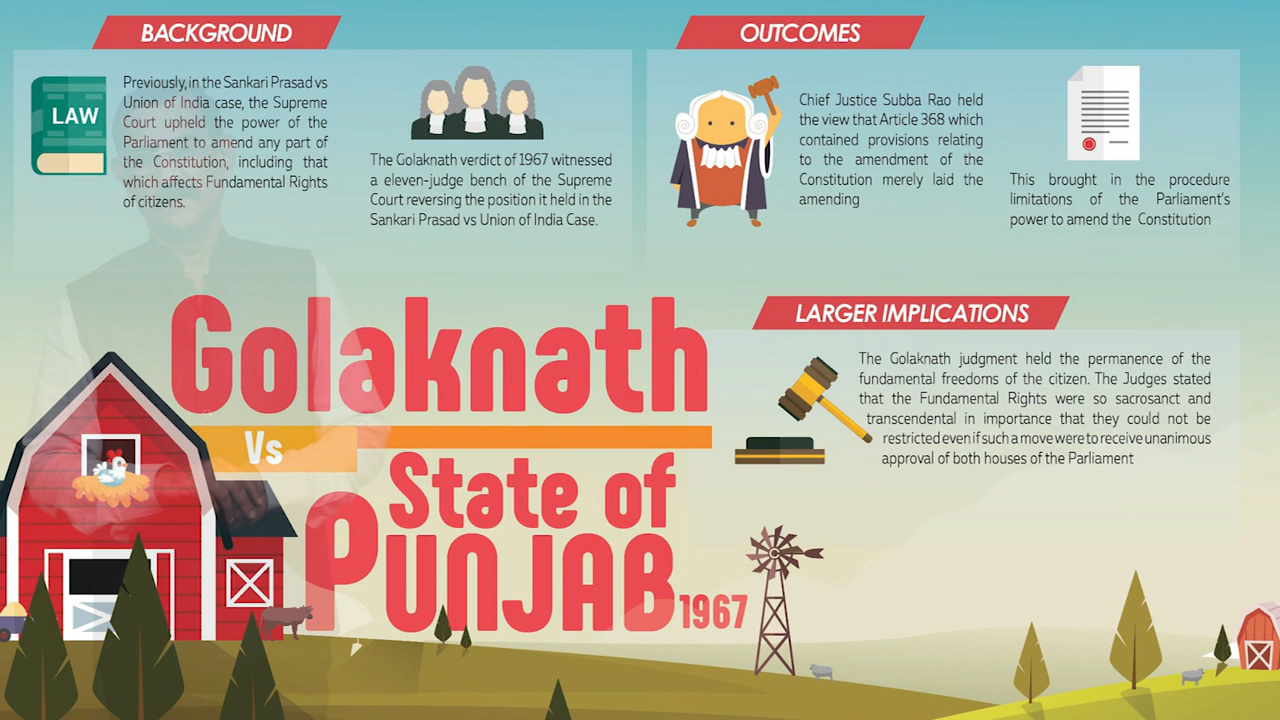 BACKGROUND
LAW
Previously, in the Sankari Prasad vs
Union of India case, the Supreme
Court upheld the power of the
Parliament to amend any part of
the Constitution, including that
which affects Fundamental Rights
of citizens.
The Golaknath verdict of 1967 witnessed
a eleven-judge bench of the Supreme
Court reversing the position it held in the
Sankari Prasad vs Union of India Case.
OUTCOMES
Chief Justice Subba Rao held
the view that Article 368 which
contained provisions relating
to the amendment of the
Constitution merely laid the
amending
This brought in the procedure
limitations of the Parliament's
power to amend the Constitution
Golaknath
Vs
State of
PUNJAB 1967
LARGER IMPLICATIONS
The Golaknath judgment held the permanence of the
fundamental freedoms of the citizen. The Judges stated
that the Fundamental Rights were so sacrosanct and
transcendental in importance that they could not be
restricted even if such a move were to receive unanimous
approval of both houses of the Parliament